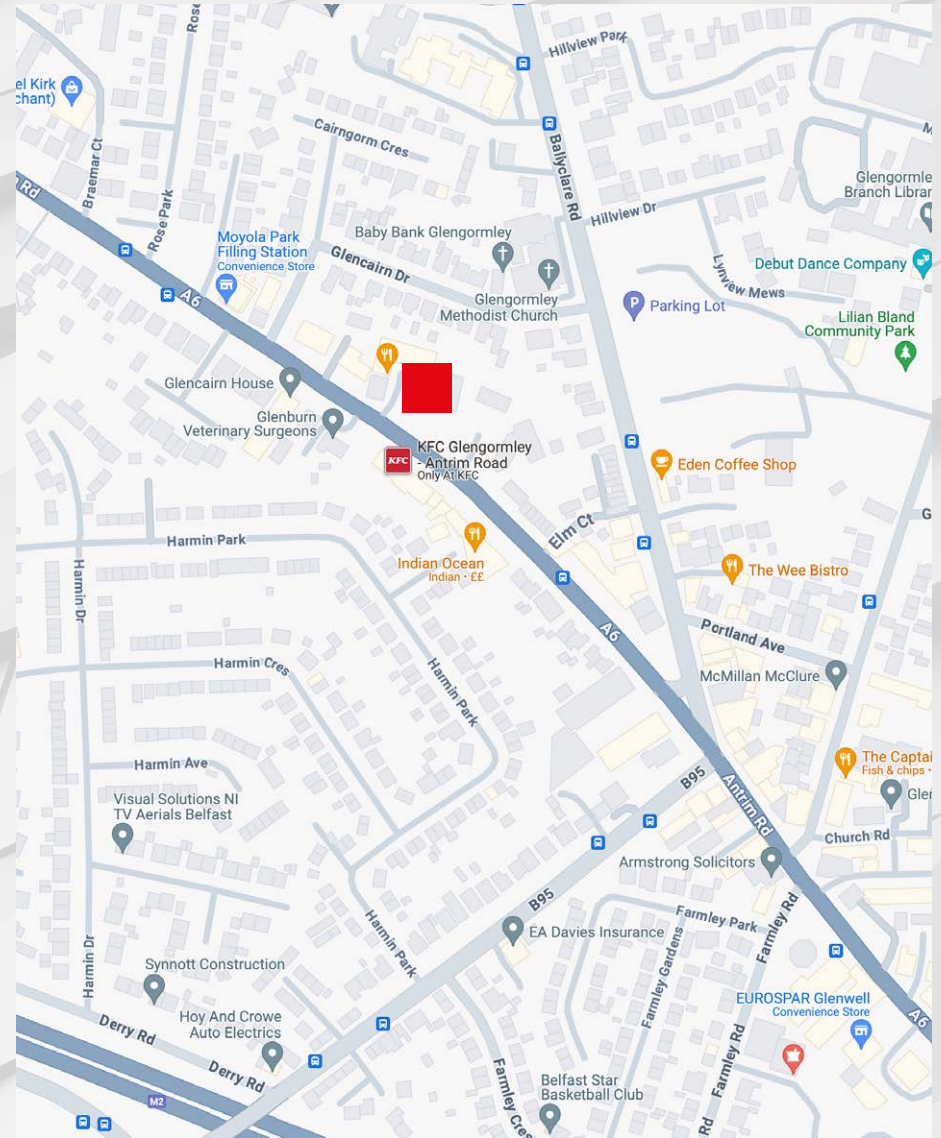 Rose
Hillview Park
el Kirk
chant)
Cairngorm Cres
Ballyclare Rd
Braemar Ct
Glengormle
Branch Librar
Rd
Rose Park
Hillview Dr
Baby Bank Glengormley
Moyola Park
Filling Station
Convenience Store
Glencairn Dr
Debut Dance Company
Lynview Mews
A6
Glengormley
Methodist Church
P
Parking Lot
Lilian Bland
Community Park
Glencairn House
Glenburn
Veterinary Surgeons
KFC
KFC Glengormley
- Antrim Road
Only At KFC
Eden Coffee Shop
G
Elm Ct
Harmin Park
Indian Ocean
Indian • ££
The Wee Bistro
Harmin Dr
A6
Portland Ave
Harmin Cres
McMillan McClure
Harmin Park
Harmin Ave
B95
The Captai
Fish & chips •
Visual Solutions NI
TV Aerials Belfast
Antrim Rd
Gler
Church Rd
Armstrong Solicitors
B95
Farmley Park
Farmley Rd
EA Davies Insurance
Harmin Park
Harmin Dr
Farmley Gardens
Synnott Construction
EUROSPAR Glenwell
Convenience Store
A6
Hoy And Crowe
Auto Electrics
Derry Rd
Farmley Rd
Derry Rd
Farmley Cres
Belfast Star
Basketball Club
M2
Rd